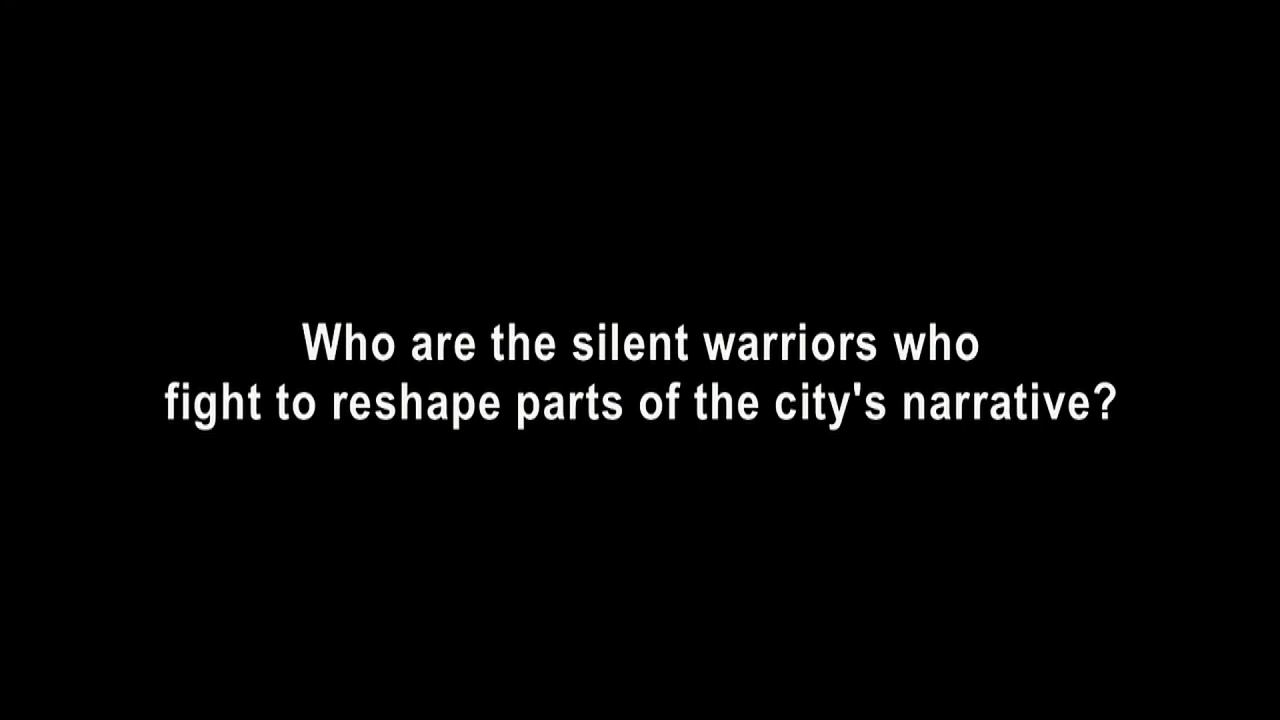 Who are the silent warriors who
fight to reshape parts of the city's narrative?